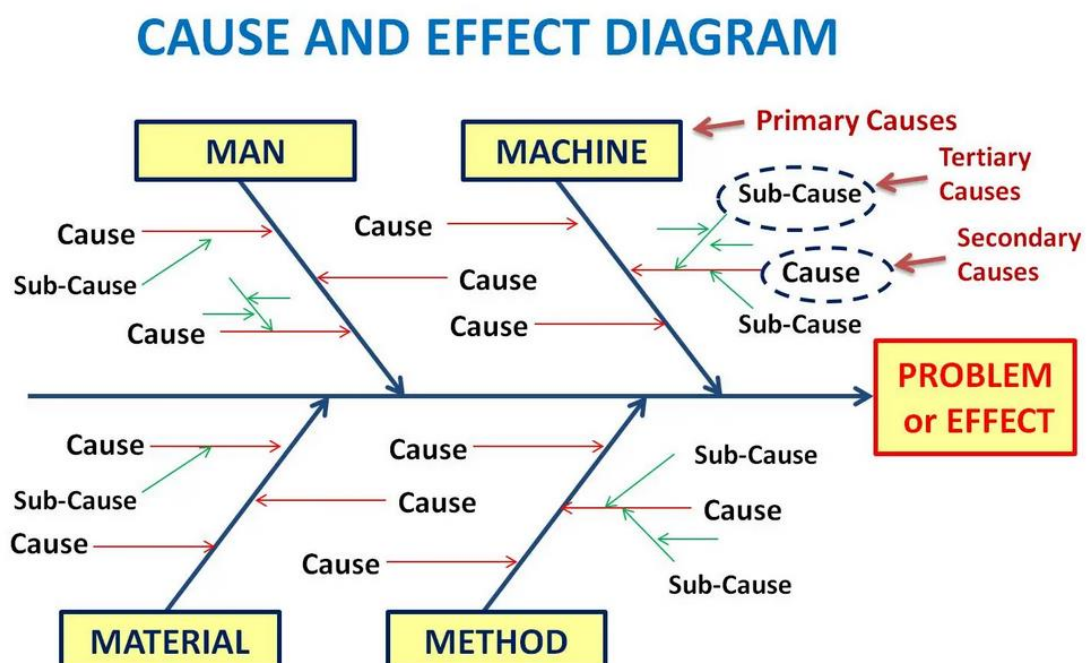 CAUSE AND EFFECT DIAGRAM
MAN
MACHINE
Primary Causes
Tertiary
Causes
Sub-Cause
Cause
Cause
Secondary
Causes
Sub-Cause
Cause
Cause
Cause
Cause
Sub-Cause
PROBLEM
or EFFECT
Cause
Cause
Sub-Cause
Sub-Cause
Cause
Cause
Cause
Cause
Cause
Sub-Cause
MATERIAL
METHOD